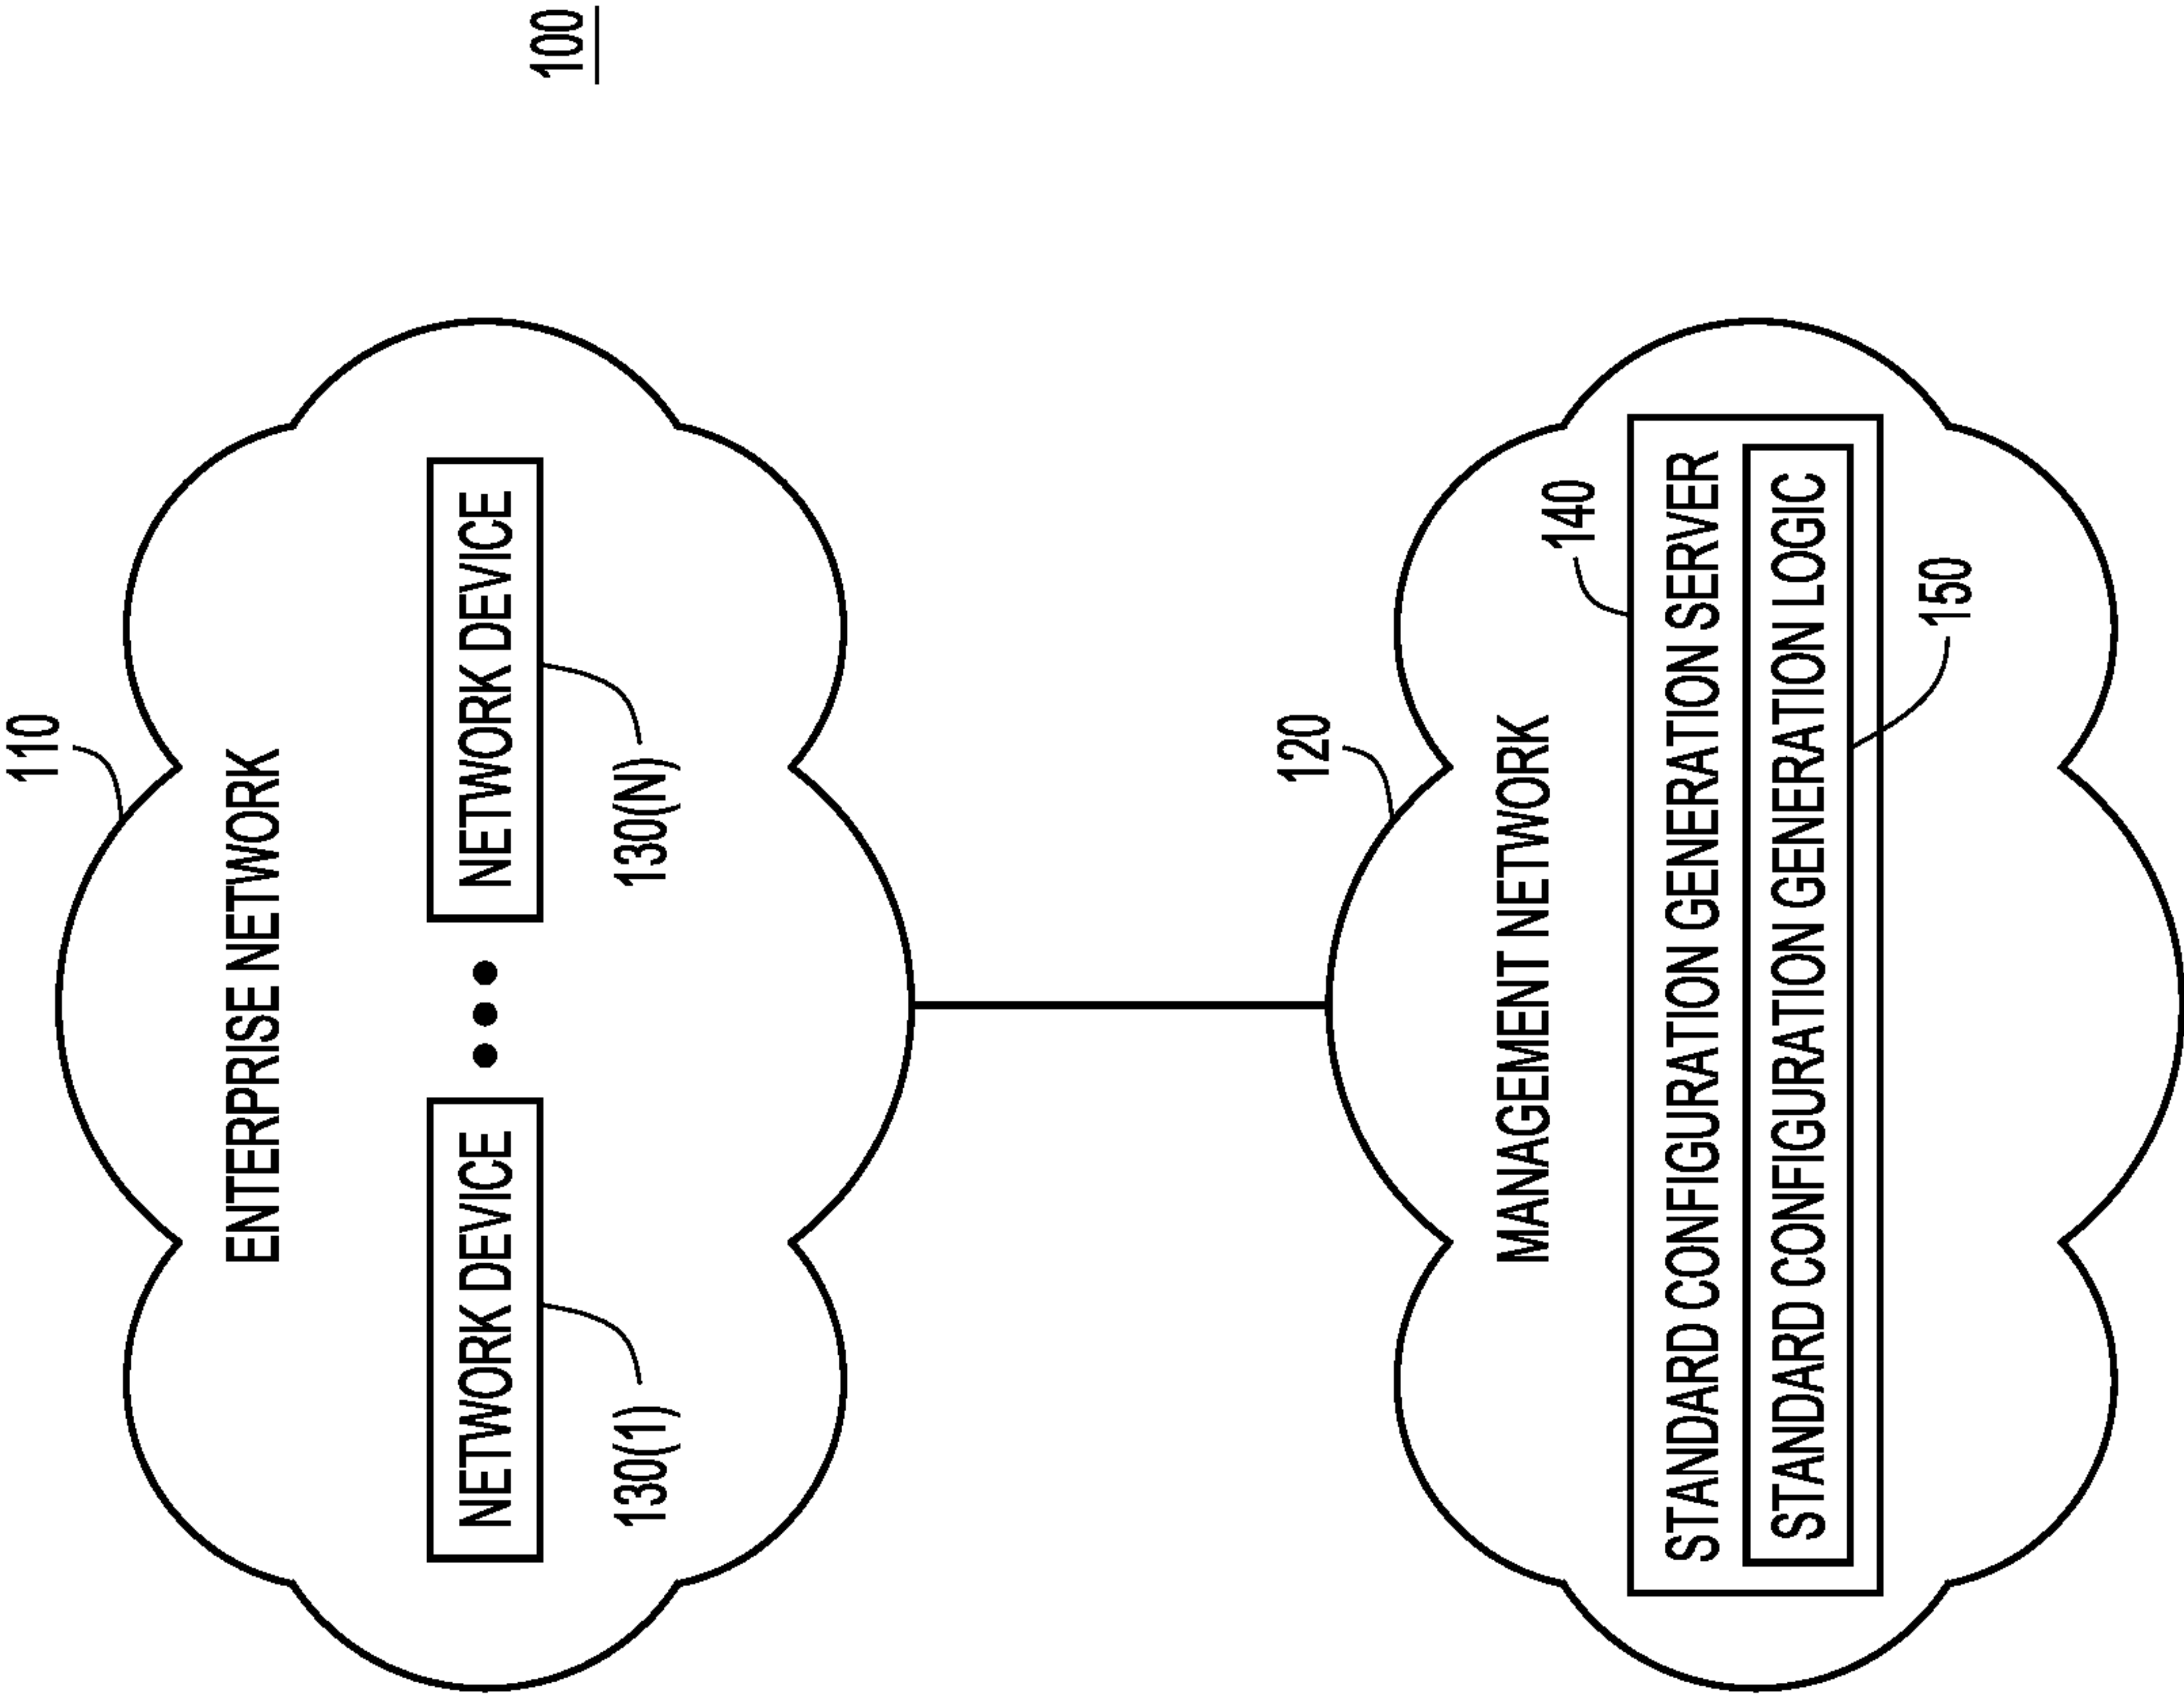 100
110
ENTERPRISE NETWORK
NETWORK DEVICE
NETWORK DEVICE
130(1)
130(N)
120
MANAGEMENT NETWORK
140
STANDARD CONFIGURATION GENERATION SERVER
STANDARD CONFIGURATION GENERATION LOGIC
150